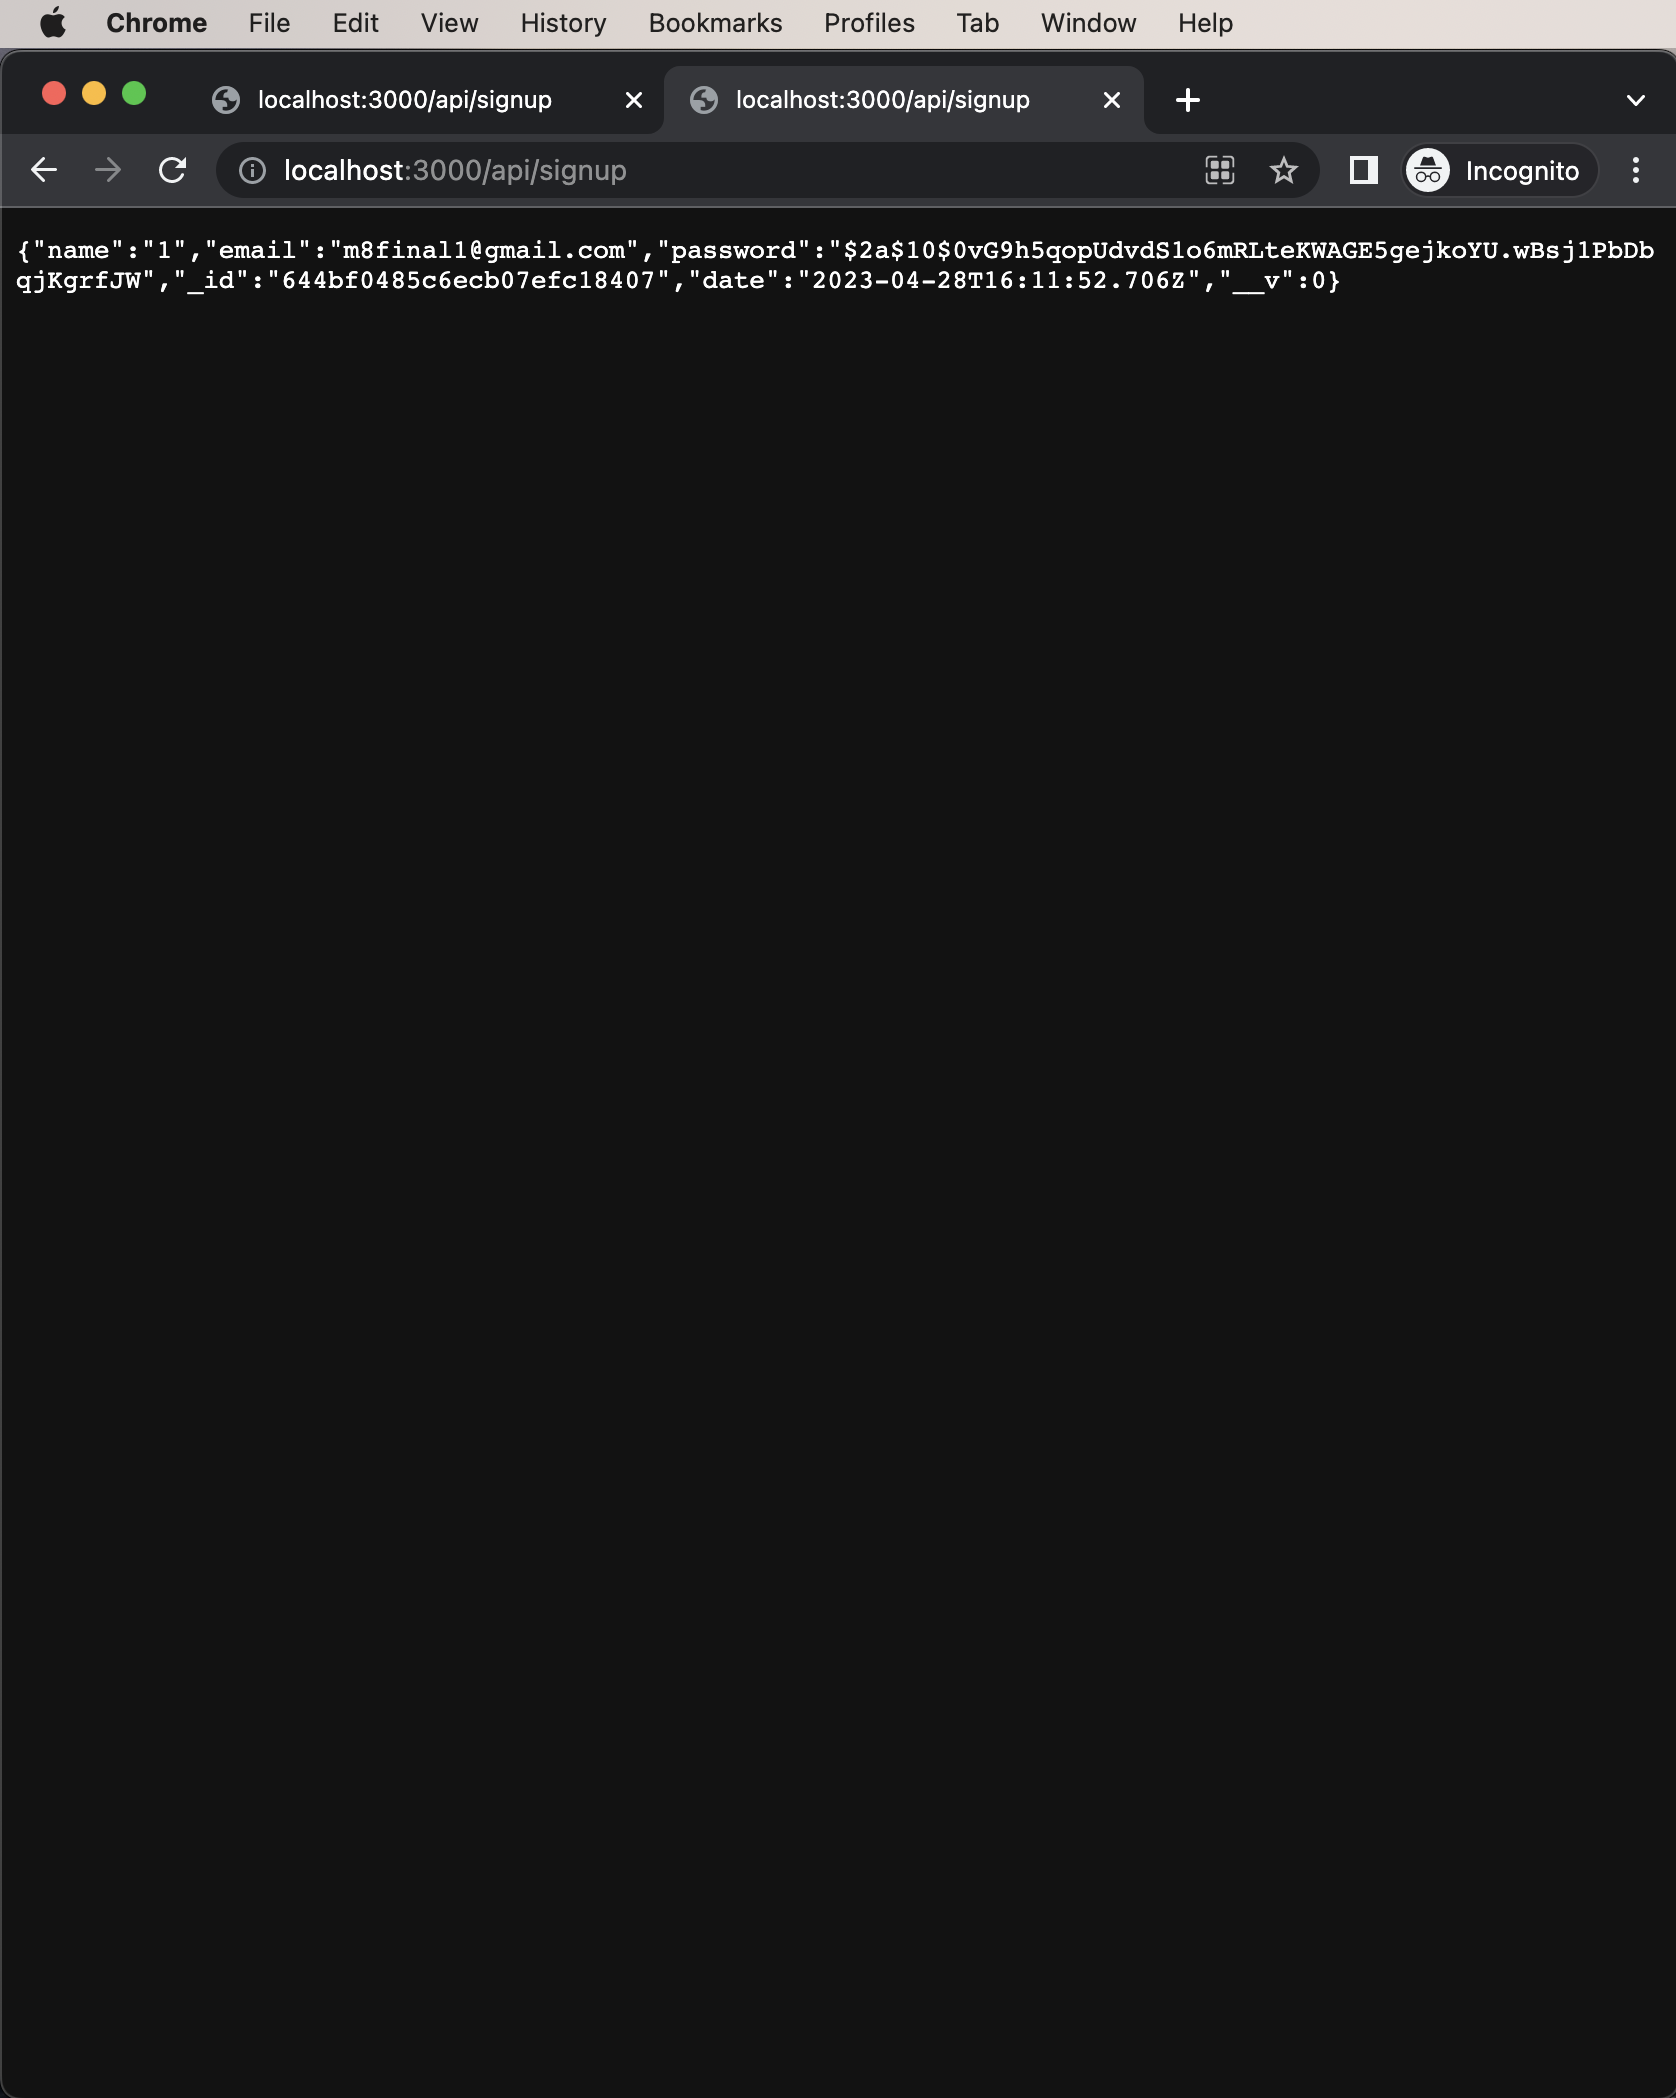 Chrome File Edit View History Bookmarks Profiles Tab Window Help
localhost:3000/api/signup localhost:3000/api/signup
localhost:3000/api/signup Incognito
{"name":"1","email":"m8final1@gmail.com","password":"$2a$10$0vG9h5qopUdvdS1o6mRLteKWAGE5gejkoYU.wBsj1PbDb
qjKgrfJW","_id":"644bf0485c6ecb07efc18407","date":"2023-04-28T16:11:52.706Z","__v":0}